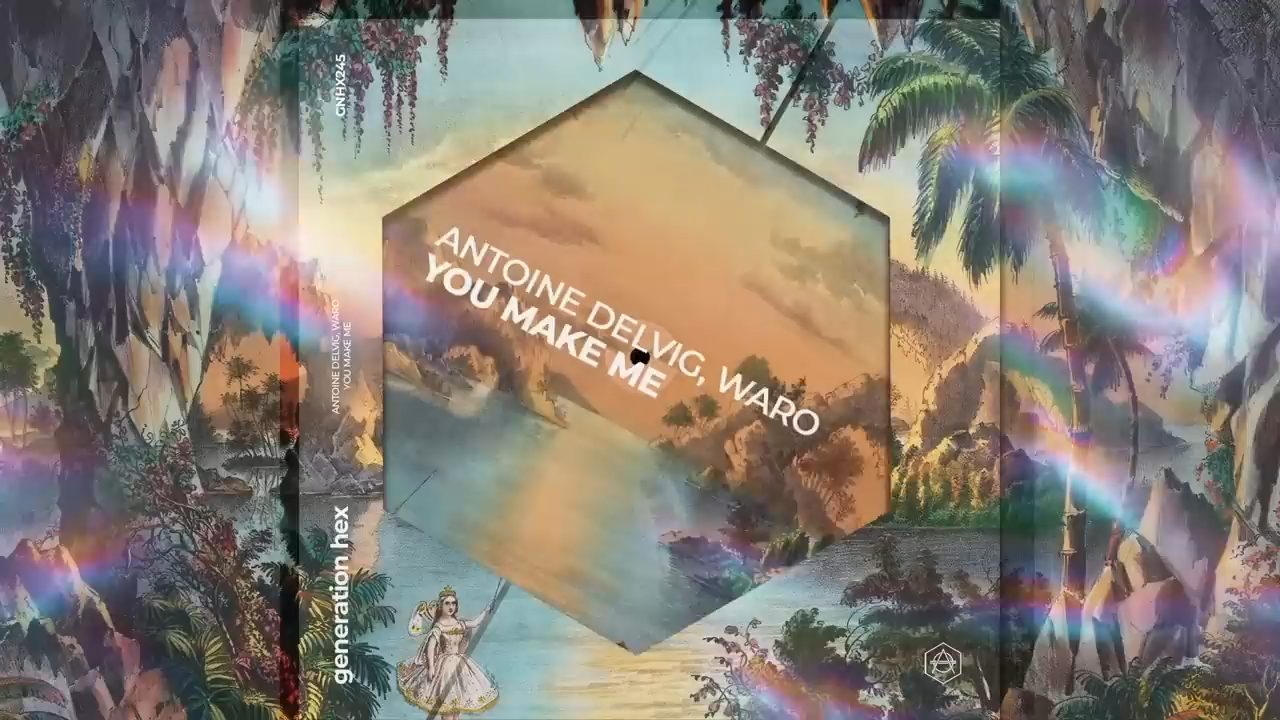 GNHX245
ANTOINE DELVIG, WARO
YOU MAKE ME
ANTOINE DELVIG, WARO
YOU MAKE ME
generation hex